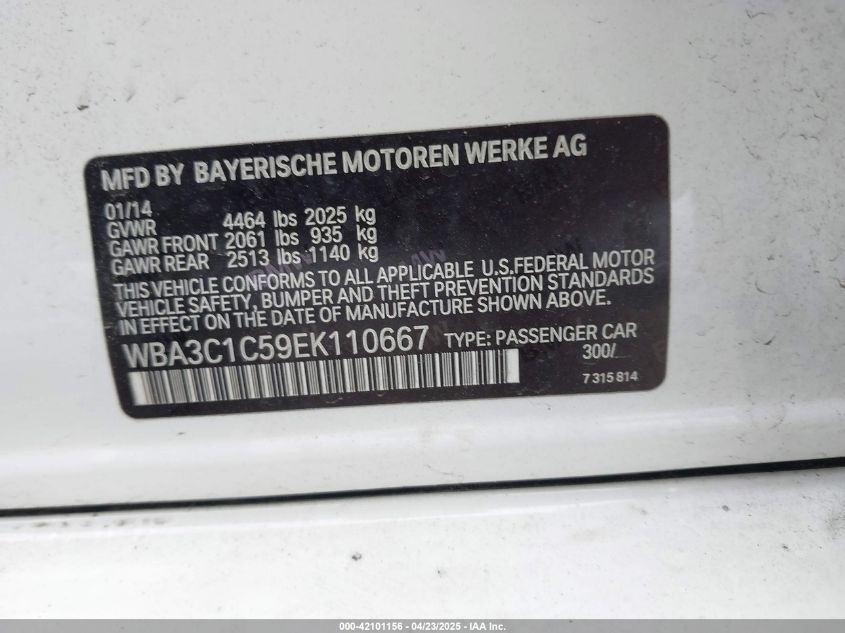 MFD BY BAYERISCHE MOTOREN WERKE AG
01/14
GVWR 4464 lbs 2025 kg
GAWR FRONT 2061 lbs 935 kg
GAWR REAR 2513 lbs 1140 kg
THIS VEHICLE CONFORMS TO ALL APPLICABLE U.S.FEDERAL MOTOR
VEHICLE SAFETY, BUMPER AND THEFT PREVENTION STANDARDS
IN EFFECT ON THE DATE OF MANUFACTURE SHOWN ABOVE.
WBA3C1C59EK110667 TYPE: PASSENGER CAR
300/
7 315 814
000-42101156 - 04/23/2025 - IAA Inc.